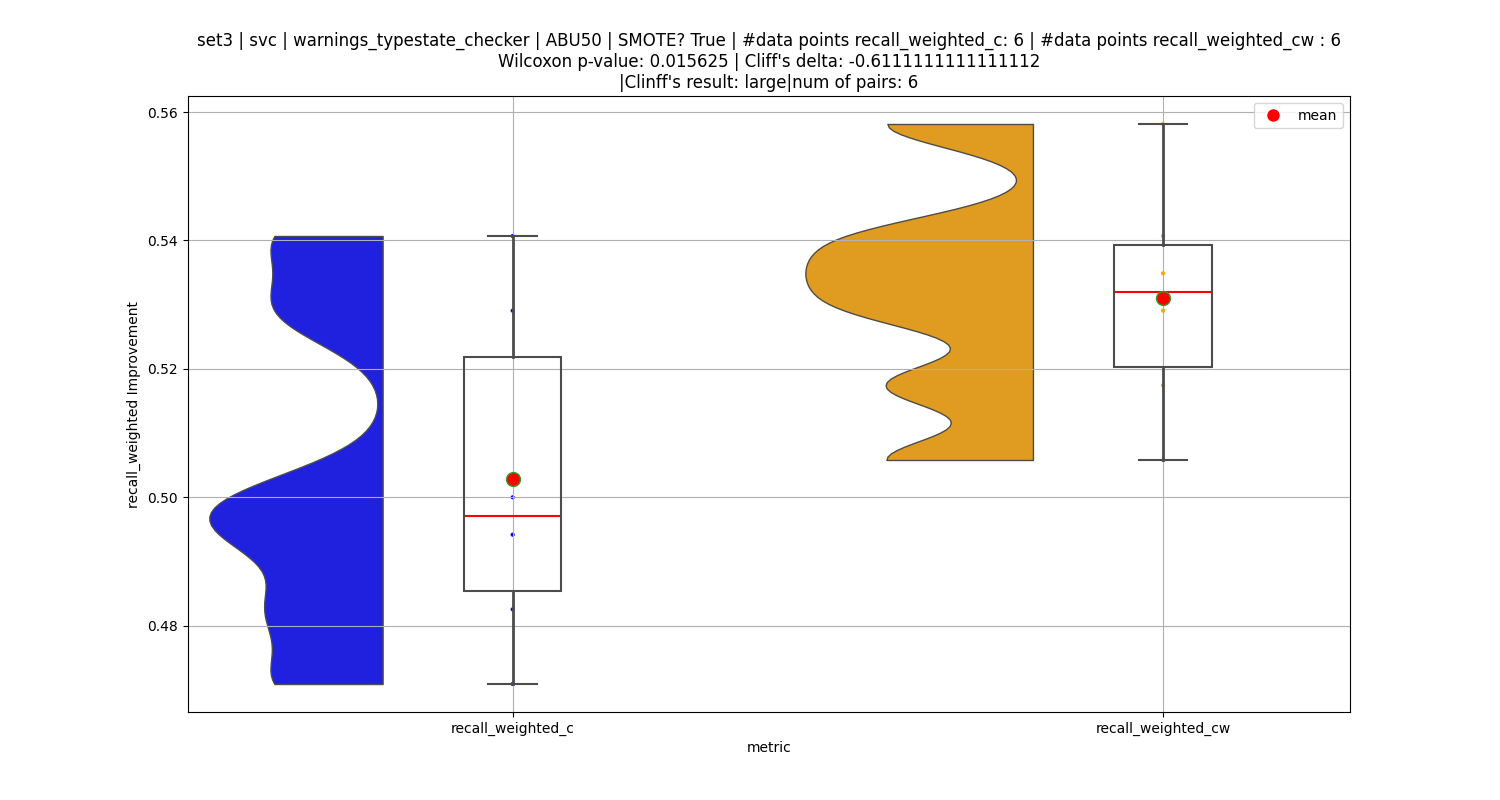 set3 | svc | warnings_typestate_checker | ABU50 | SMOTE? True | #data points recall_weighted_c: 6 | #data points recall_weighted_cw : 6
Wilcoxon p-value: 0.015625 | Cliff's delta: -0.6111111111111112
|Clinff's result: large|num of pairs: 6
mean
0.56
0.54
0.52
0.50
0.48
recall_weighted Improvement
recall_weighted_c
recall_weighted_cw
metric